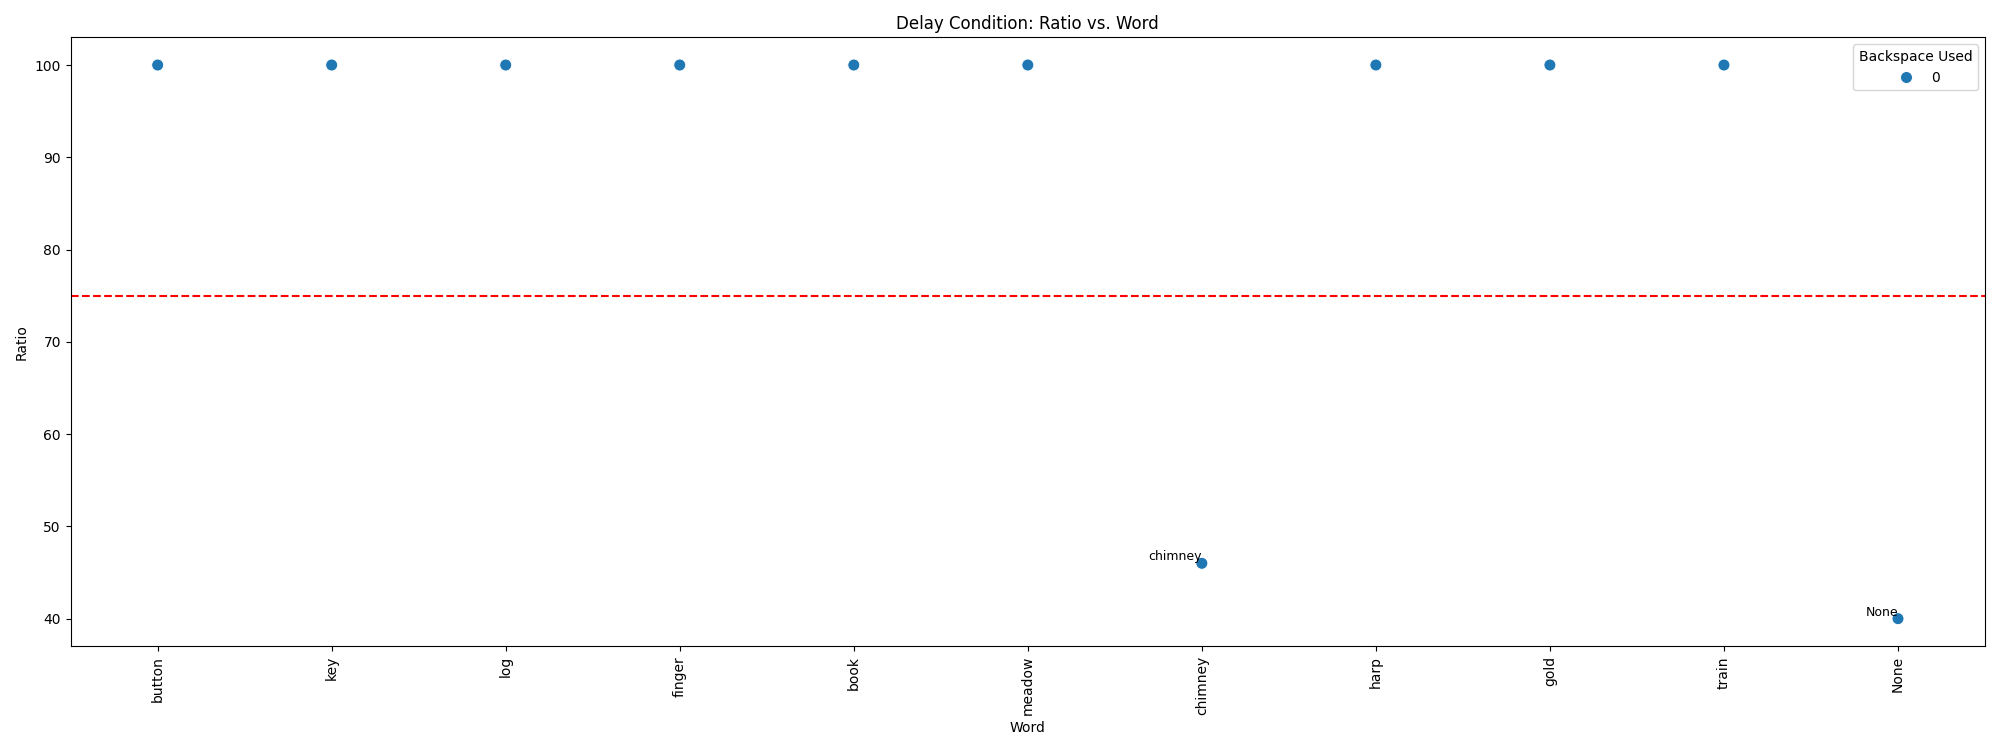 Delay Condition: Ratio vs. Word
Backspace Used
0
100
90
80
70
60
50
40
Ratio
chimney
None
button
key
log
finger
book
meadow
chimney
harp
gold
train
None
Word